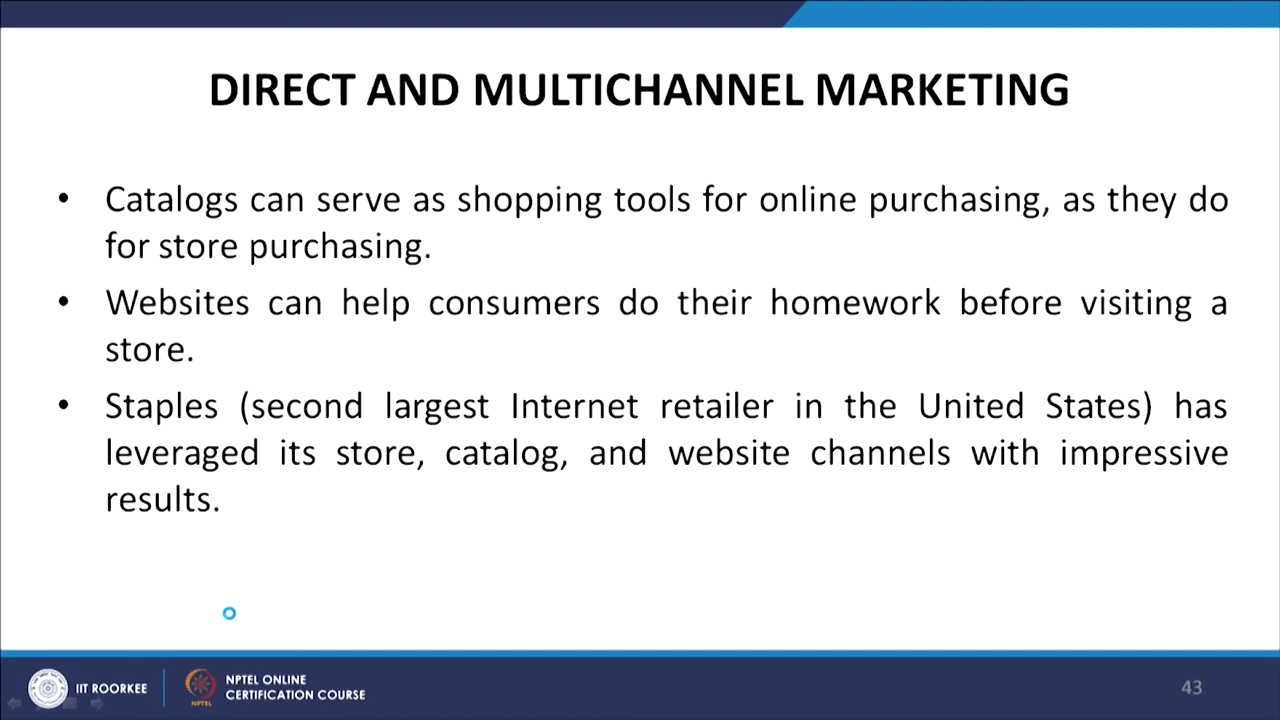 DIRECT AND MULTICHANNEL MARKETING
• Catalogs can serve as shopping tools for online purchasing, as they do
for store purchasing.
• Websites can help consumers do their homework before visiting a
store.
• Staples (second largest Internet retailer in the United States) has
leveraged its store, catalog, and website channels with impressive
results.
IIT ROORKEE
NPTEL
NPTEL ONLINE
CERTIFICATION COURSE
43